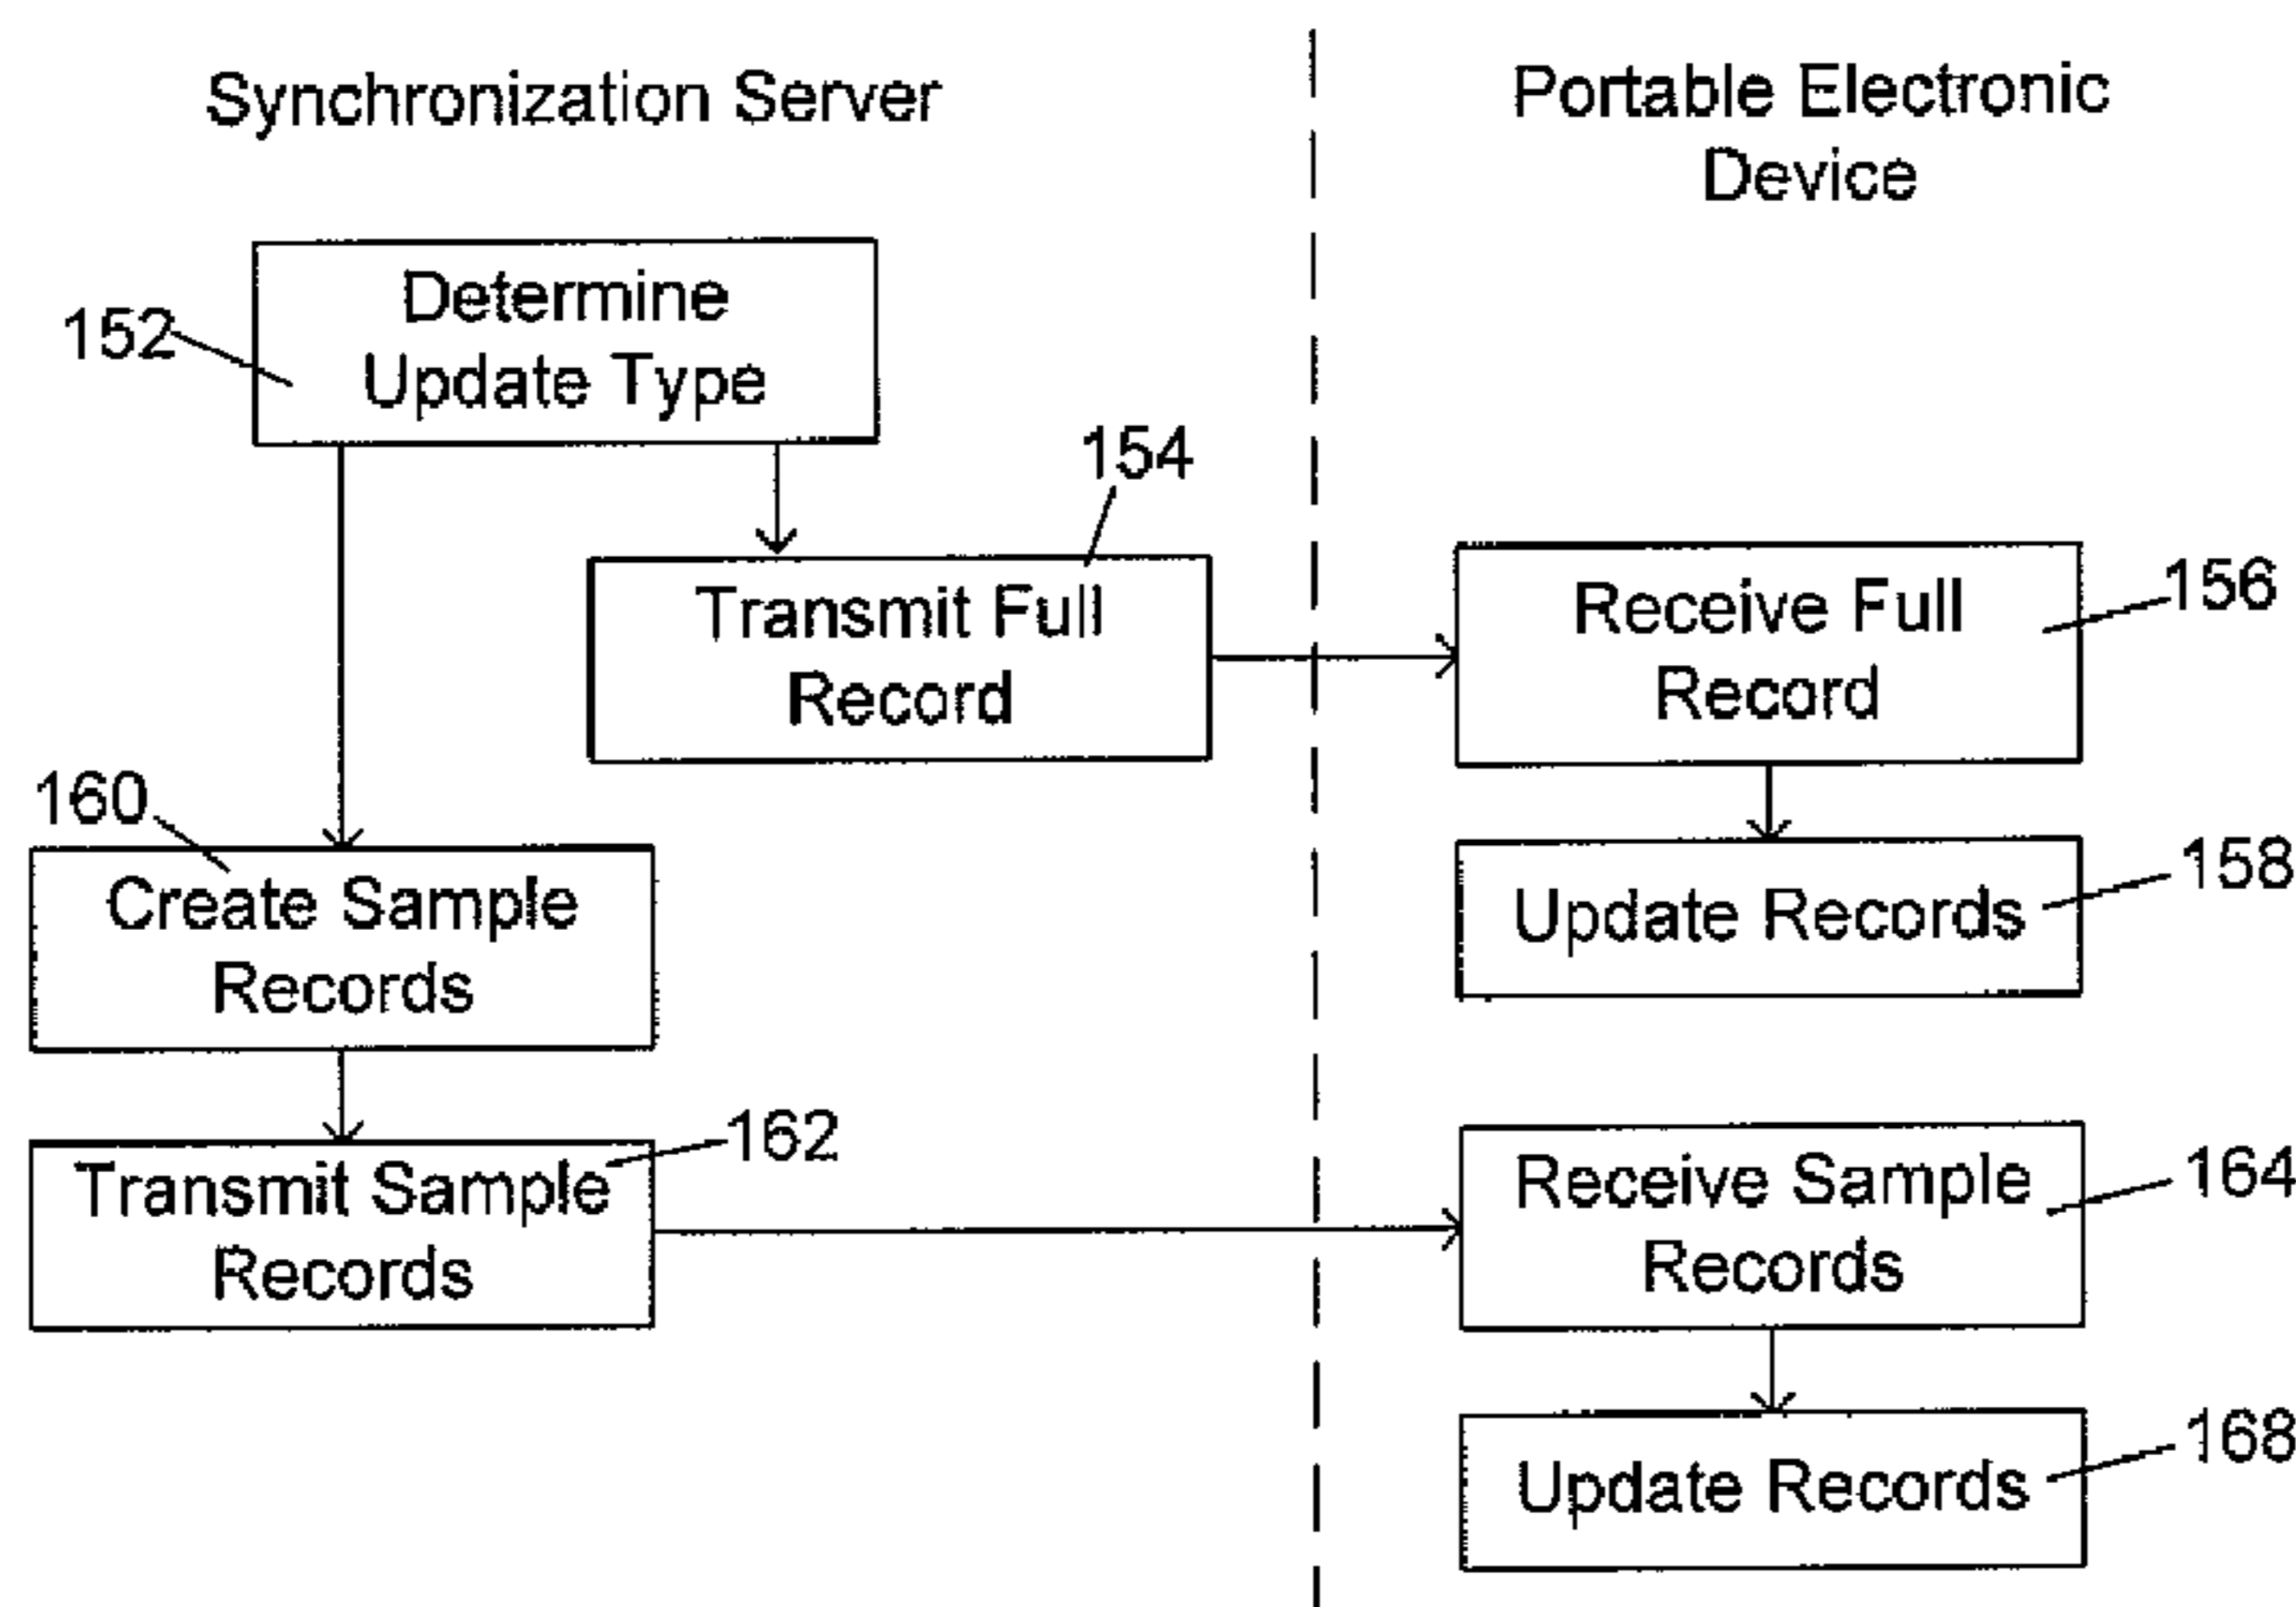 Synchronization Server
Portable Electronic
Device
Determine
Update Type
152
154
Transmit Full
Record
Receive Full
Record
156
160
Create Sample
Records
Update Records
158
Transmit Sample
Records
162
Receive Sample
Records
164
Update Records
168